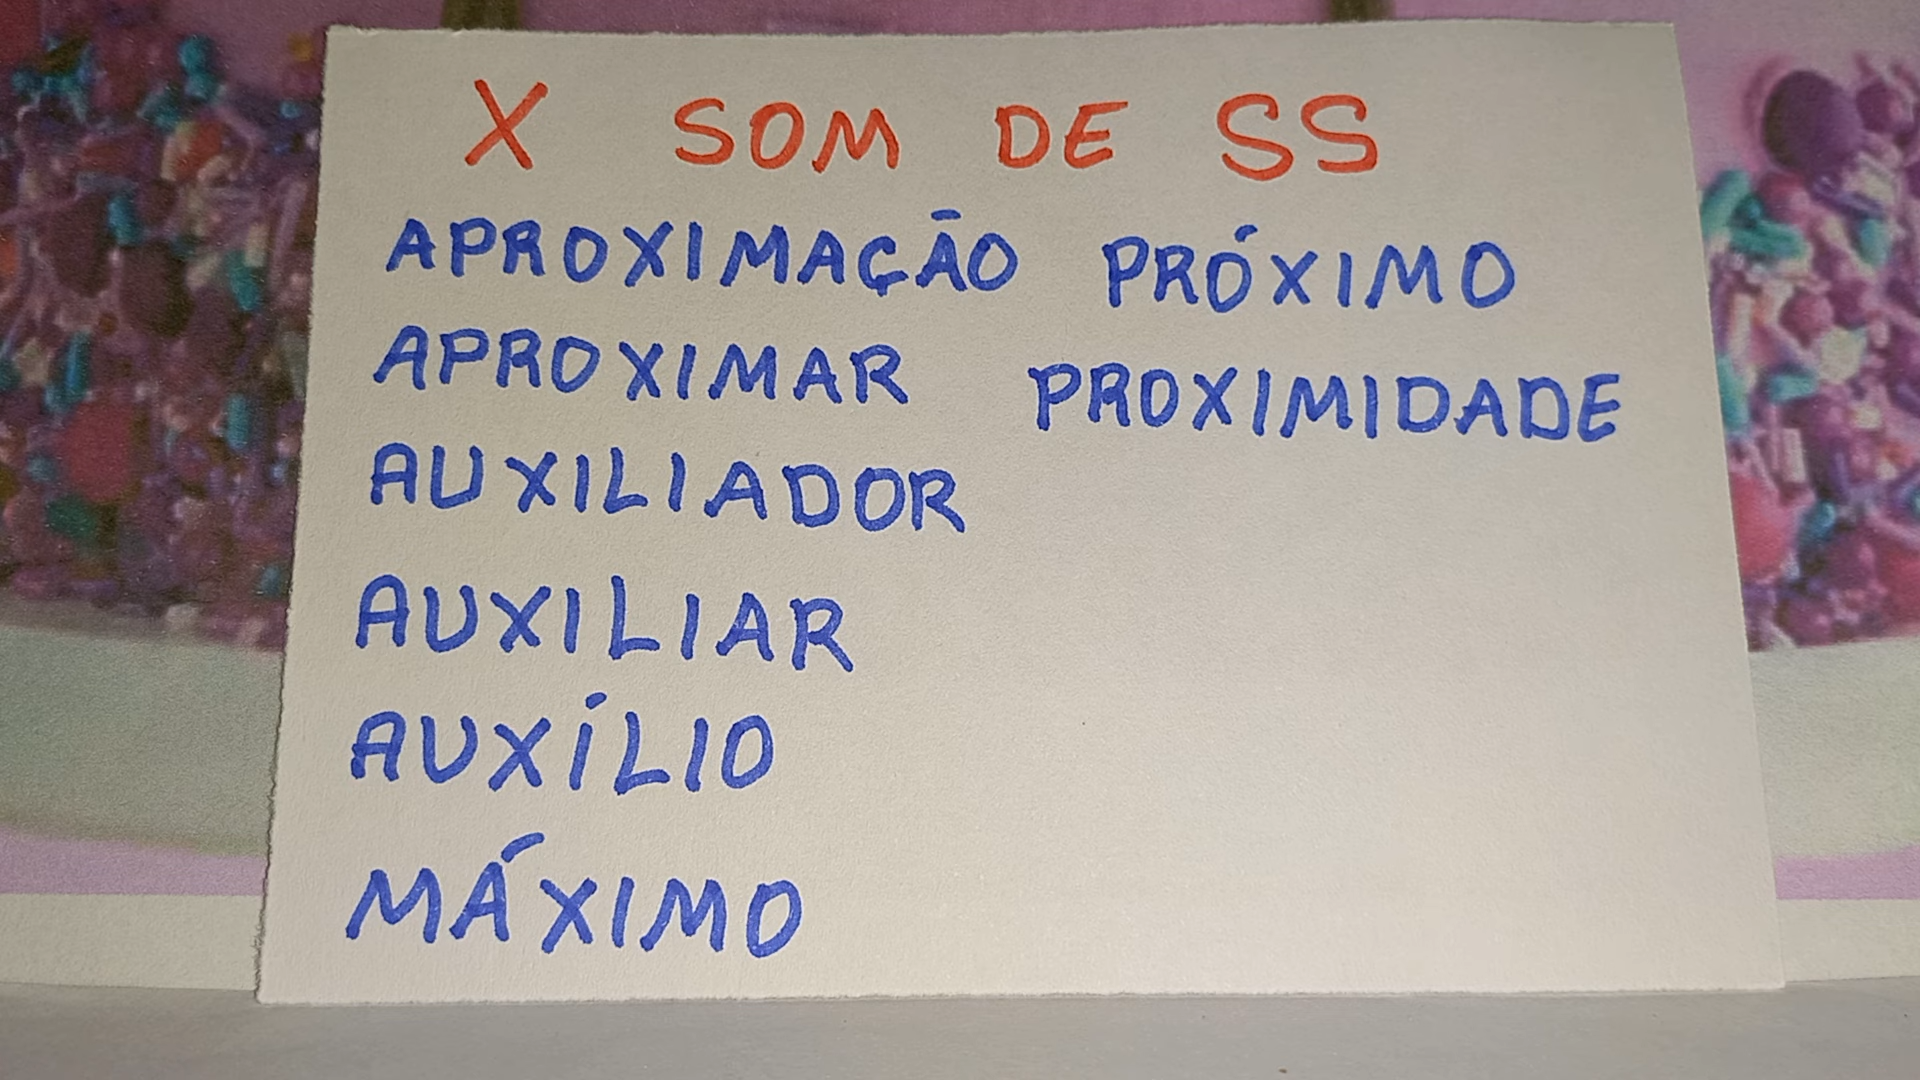 X SOM DE SS
APROXIMAÇÃO PRÓXIMO
APROXIMAR PROXIMIDADE
AUXILIADOR
AUXILIAR
AUXÍLIO
MÁXIMO